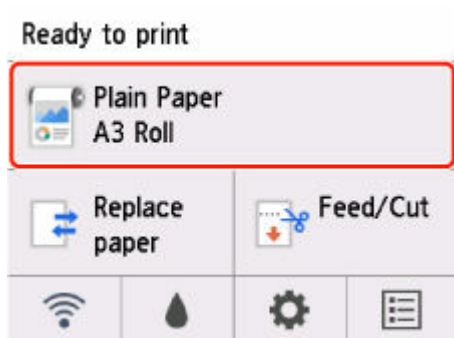 Ready to print
Plain Paper
A3 Roll
Replace
paper
Feed/Cut